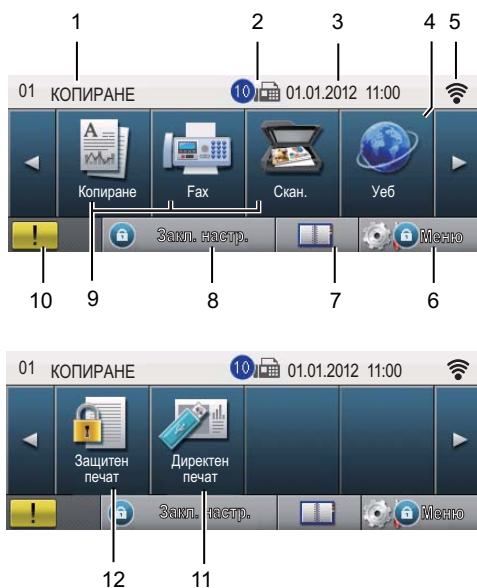 1 2 3 4 5
01 КОПИРАНЕ 10 01.01.2012 11:00
Копиране Fax Скан. Уеб
Закл. настр. Меню
10 9 8 7 6
01 КОПИРАНЕ 10 01.01.2012 11:00
Защитен Директен
печат печат
Закл. настр. Меню
12 11